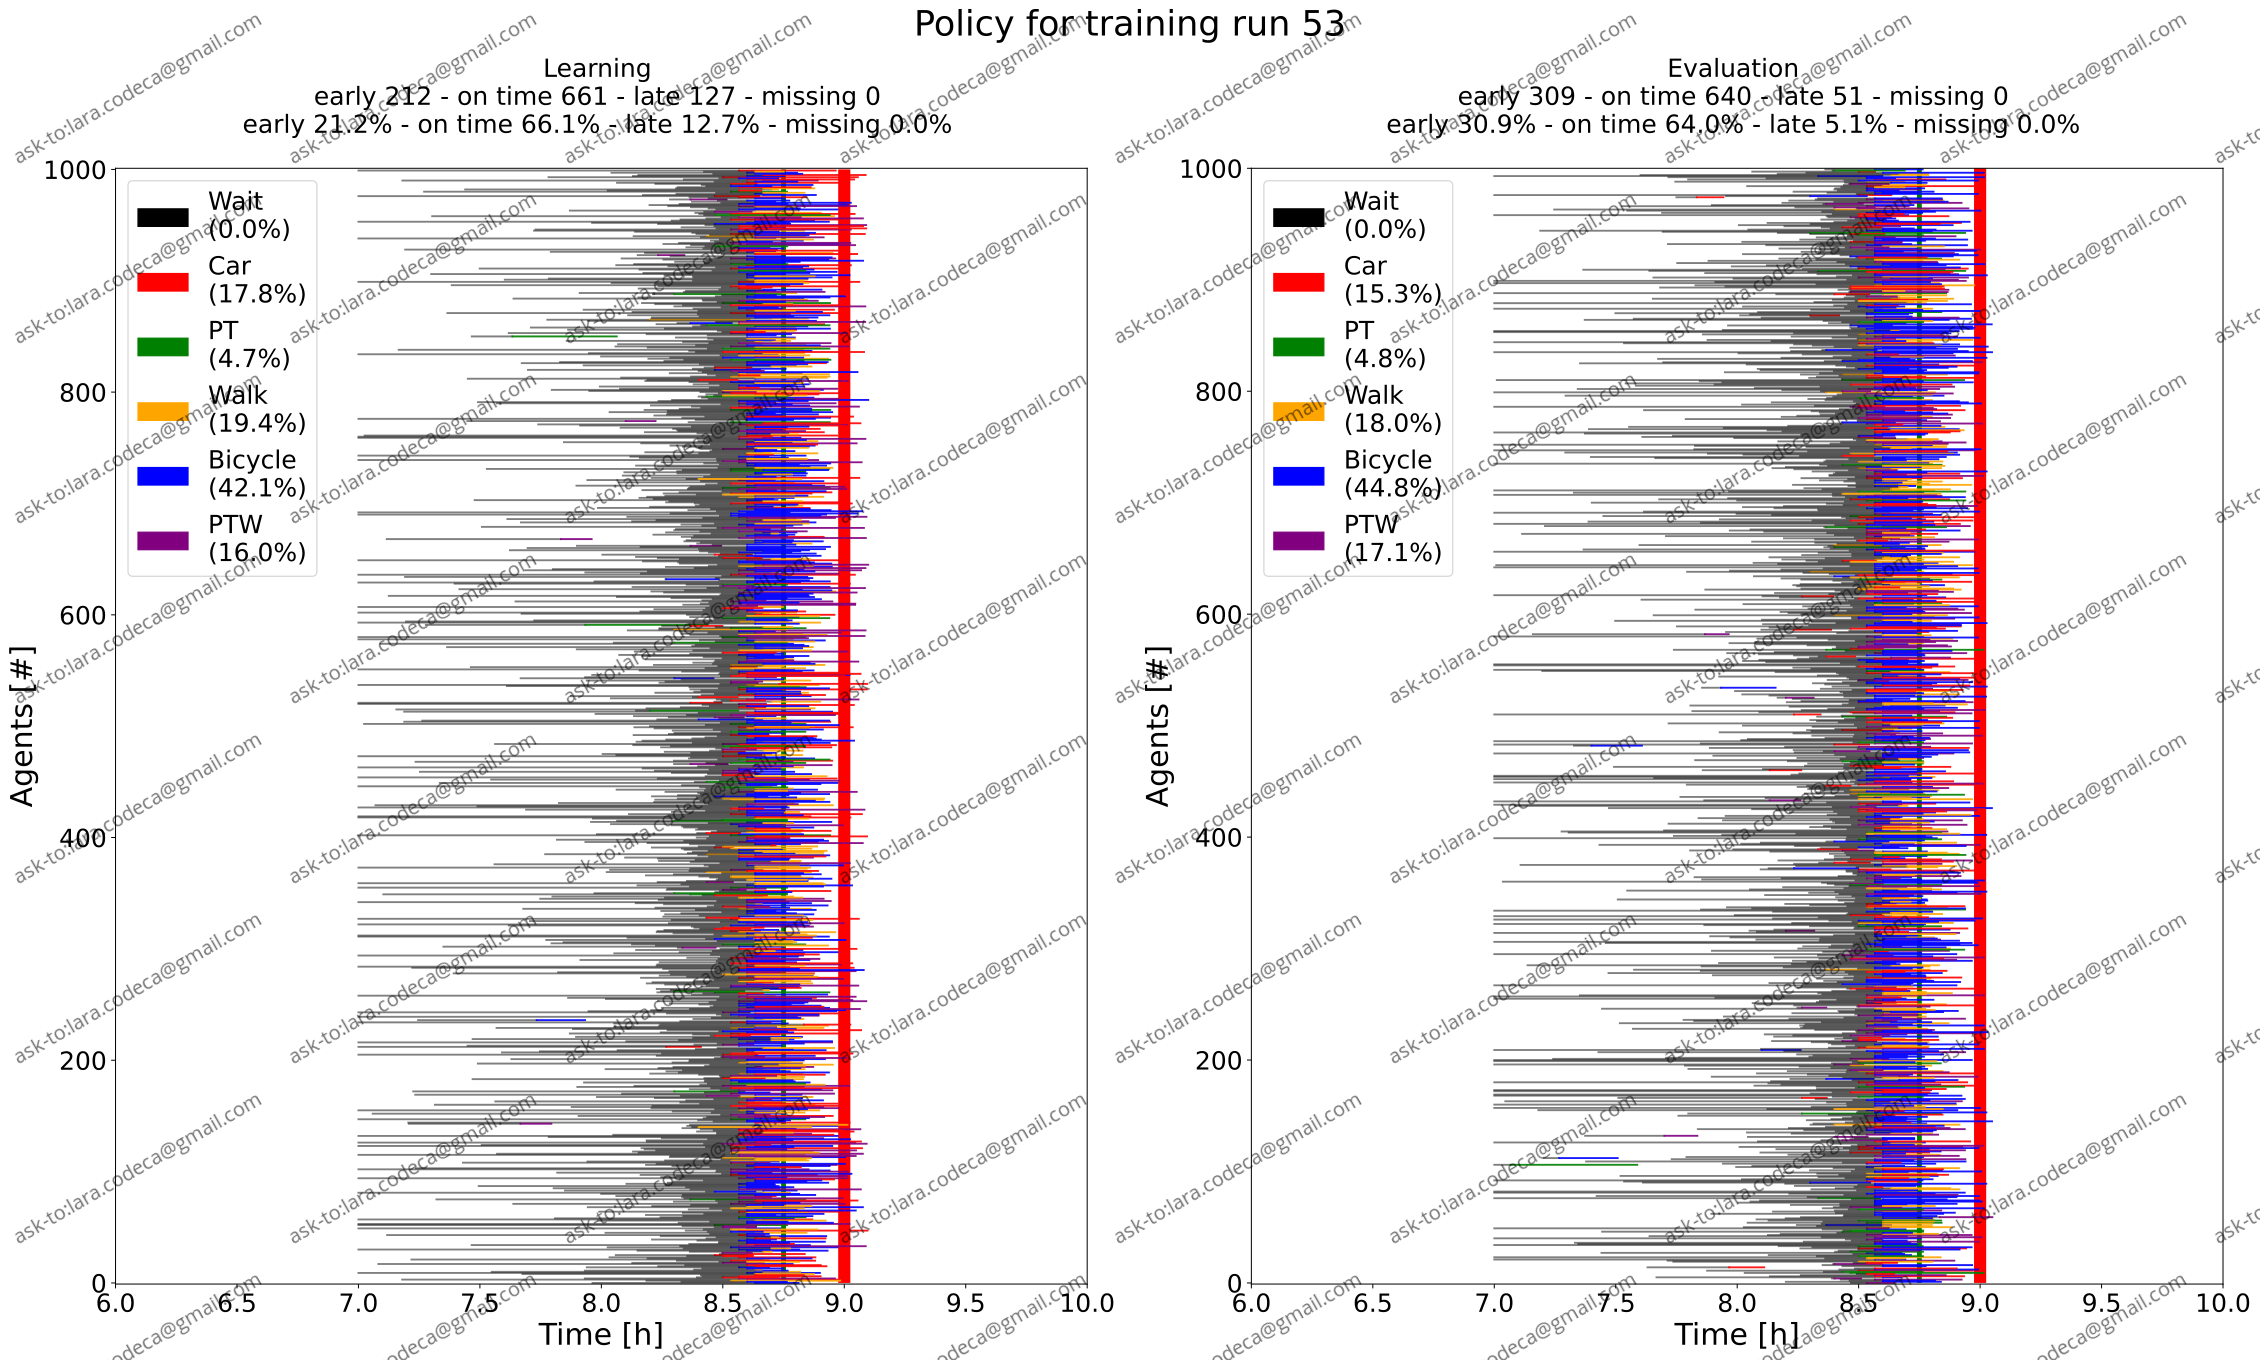 Policy for training run 53
Learning
early 212 - on time 661 - late 127 - missing 0
early 21.2% - on time 66.1% - late 12.7% - missing 0.0%
Agents [#]
1000
800
600
400
200
0
Wait
(0.0%)
Car
(17.8%)
PT
(4.7%)
Walk
(19.4%)
Bicycle
(42.1%)
PTW
(16.0%)
6.0 6.5 7.0 7.5 8.0 8.5 9.0 9.5 10.0
Time [h]
Evaluation
early 309 - on time 640 - late 51 - missing 0
early 30.9% - on time 64.0% - late 5.1% - missing 0.0%
Agents [#]
1000
800
600
400
200
0
Wait
(0.0%)
Car
(15.3%)
PT
(4.8%)
Walk
(18.0%)
Bicycle
(44.8%)
PTW
(17.1%)
6.0 6.5 7.0 7.5 8.0 8.5 9.0 9.5 10.0
Time [h]
ask-to:lara.codeca@gmail.com